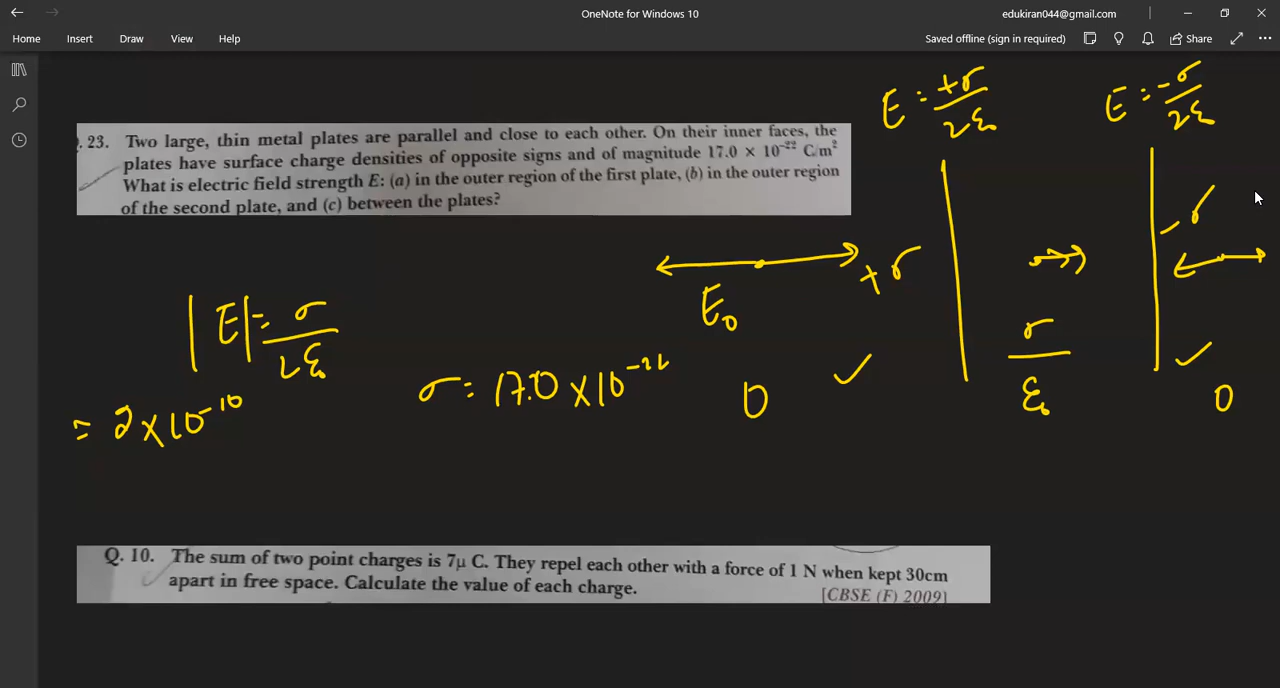 OneNote for Windows 10
edukiran044@gmail.com
Home Insert Draw View Help
Saved offline (sign in required)
Share
E = +σ/2ε₀
E = -σ/2ε₀
. 23. Two large, thin metal plates are parallel and close to each other. On their inner faces, the
plates have surface charge densities of opposite signs and of magnitude 17.0 × 10⁻²² C/m²
What is electric field strength E: (a) in the outer region of the first plate, (b) in the outer region
of the second plate, and (c) between the plates?
-σ
+σ
E₀
|E| = σ/2ε₀
σ/ε₀
σ = 17.0 × 10⁻²²
0
0
= 2 × 10⁻¹⁰
Q. 10. The sum of two point charges is 7μ C. They repel each other with a force of 1 N when kept 30cm
apart in free space. Calculate the value of each charge.
[CBSE (F) 2009]